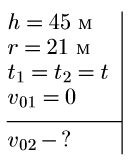 h = 45 м
r = 21 м
t₁ = t₂ = t
v₀₁ = 0
v₀₂ − ?